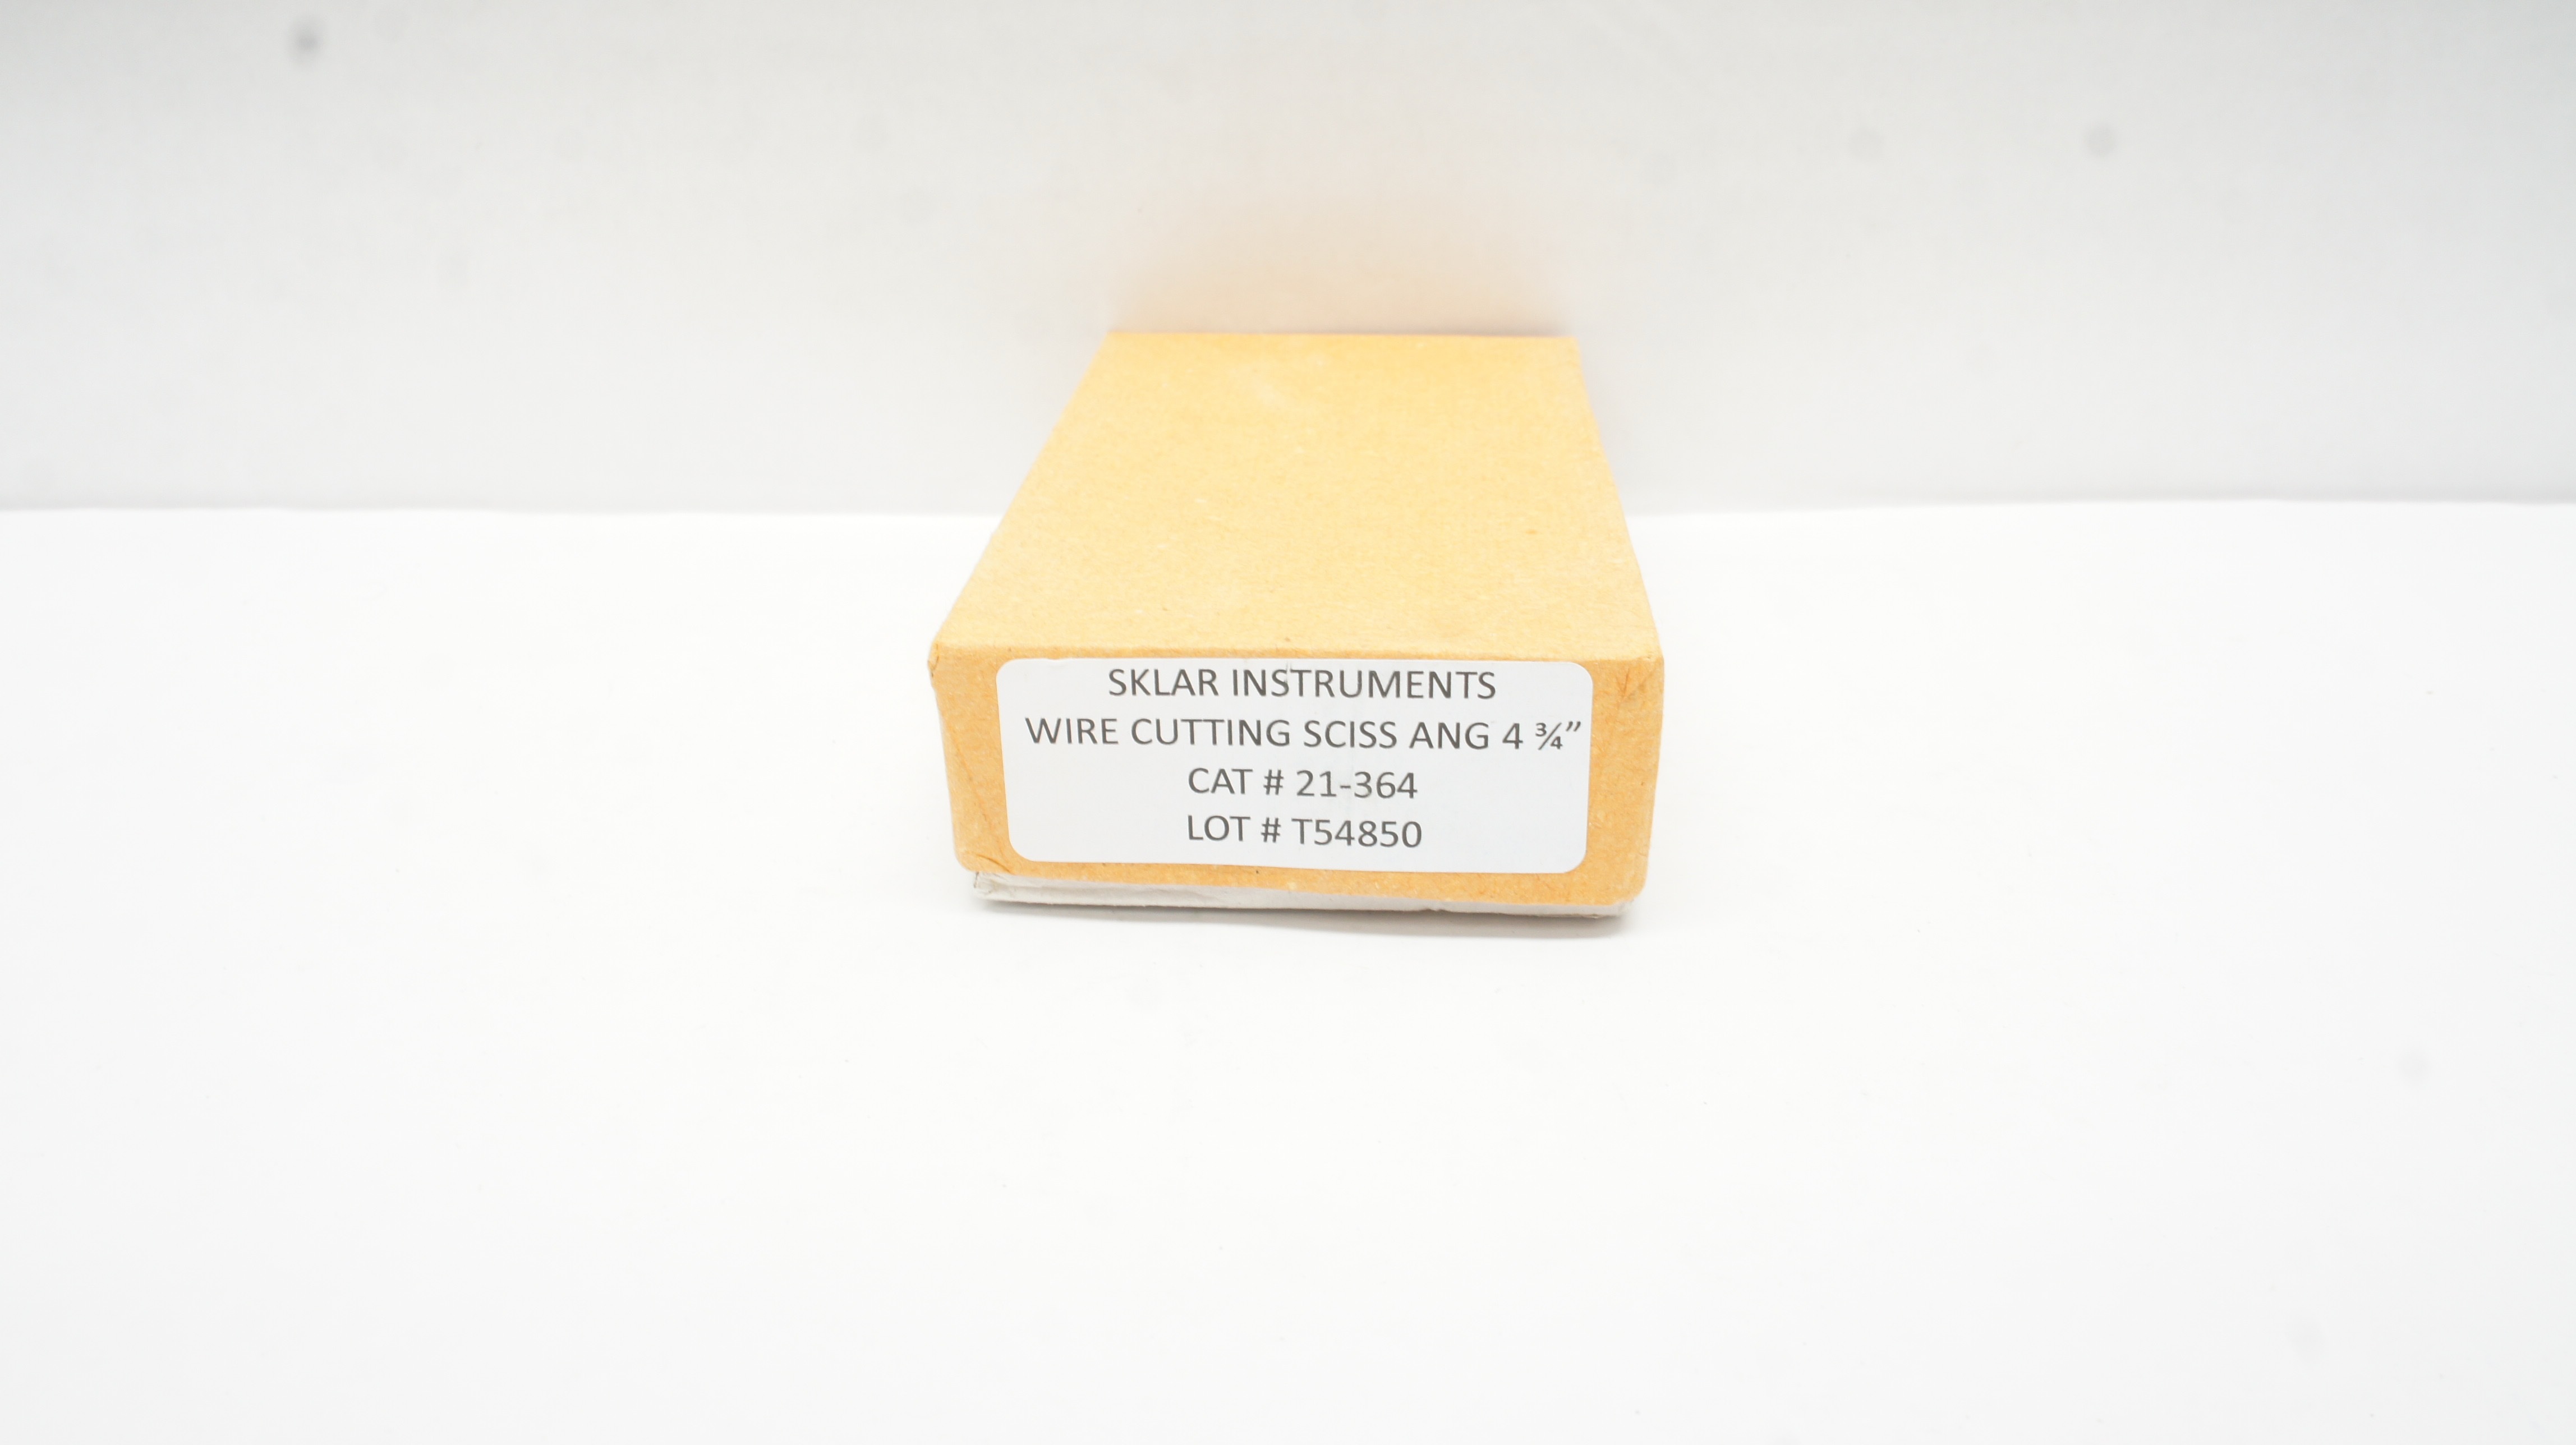 SKLAR INSTRUMENTS
WIRE CUTTING SCISS ANG 4 ¾”
CAT # 21-364
LOT # T54850